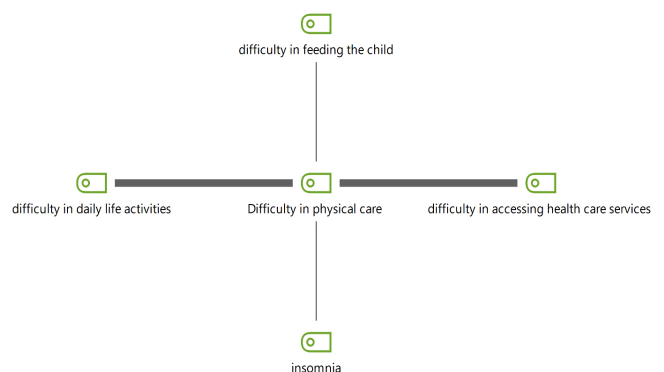 difficulty in feeding the child
difficulty in daily life activities
Difficulty in physical care
difficulty in accessing health care services
insomnia